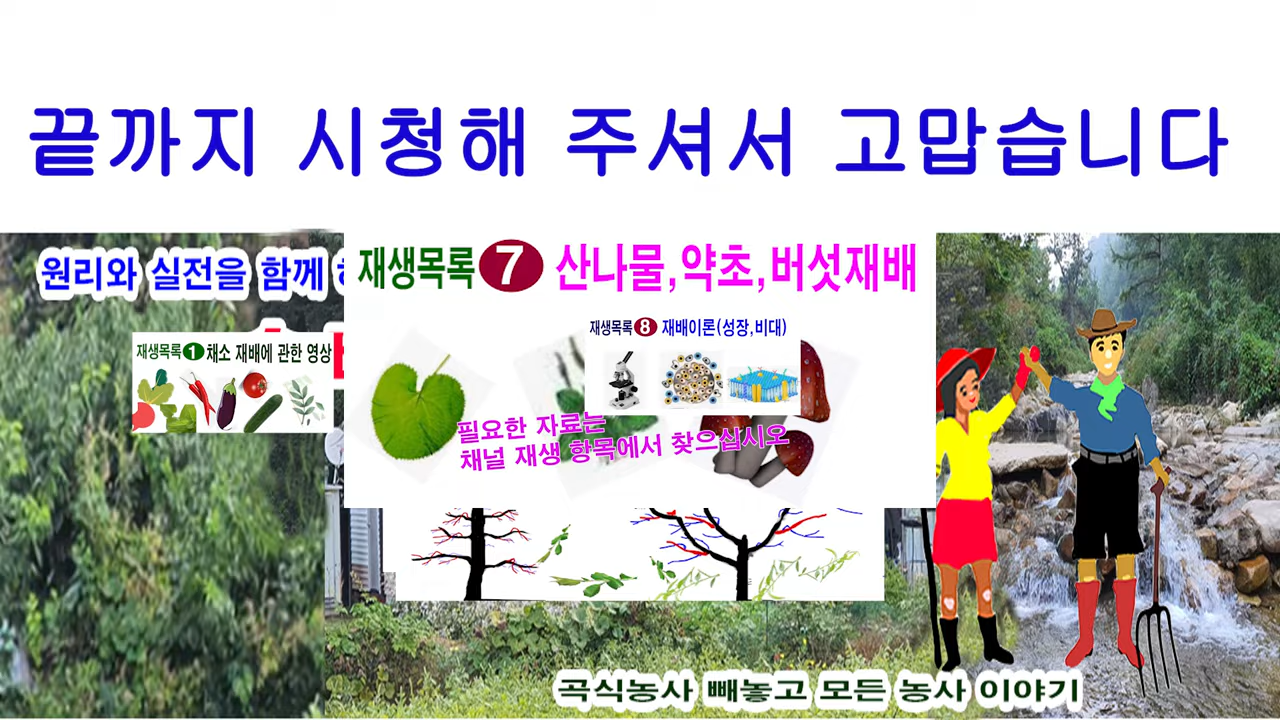 끝까지 시청해 주셔서 고맙습니다
원리와 실전을 함께
재생목록 7 산나물,약초,버섯재배
재생목록 8 재배이론(성장,비대)
재생목록 1 채소 재배에 관한 영상
필요한 자료는
채널 재생 항목에서 찾으십시오
곡식농사 빼놓고 모든 농사 이야기